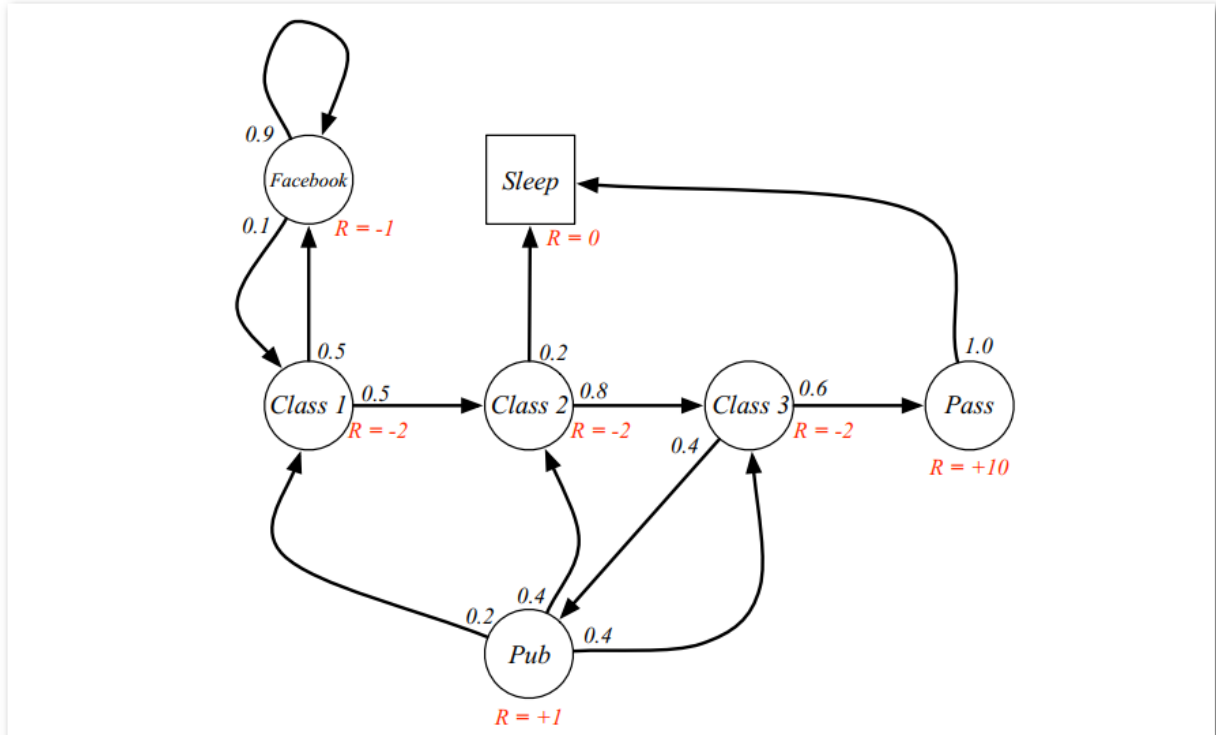 0.9
Facebook
Sleep
0.1
R = -1
R = 0
0.5
0.2
1.0
Class 1
0.5
Class 2
0.8
Class 3
0.6
Pass
R = -2
R = -2
R = -2
0.4
R = +10
0.4
0.2
0.4
Pub
R = +1